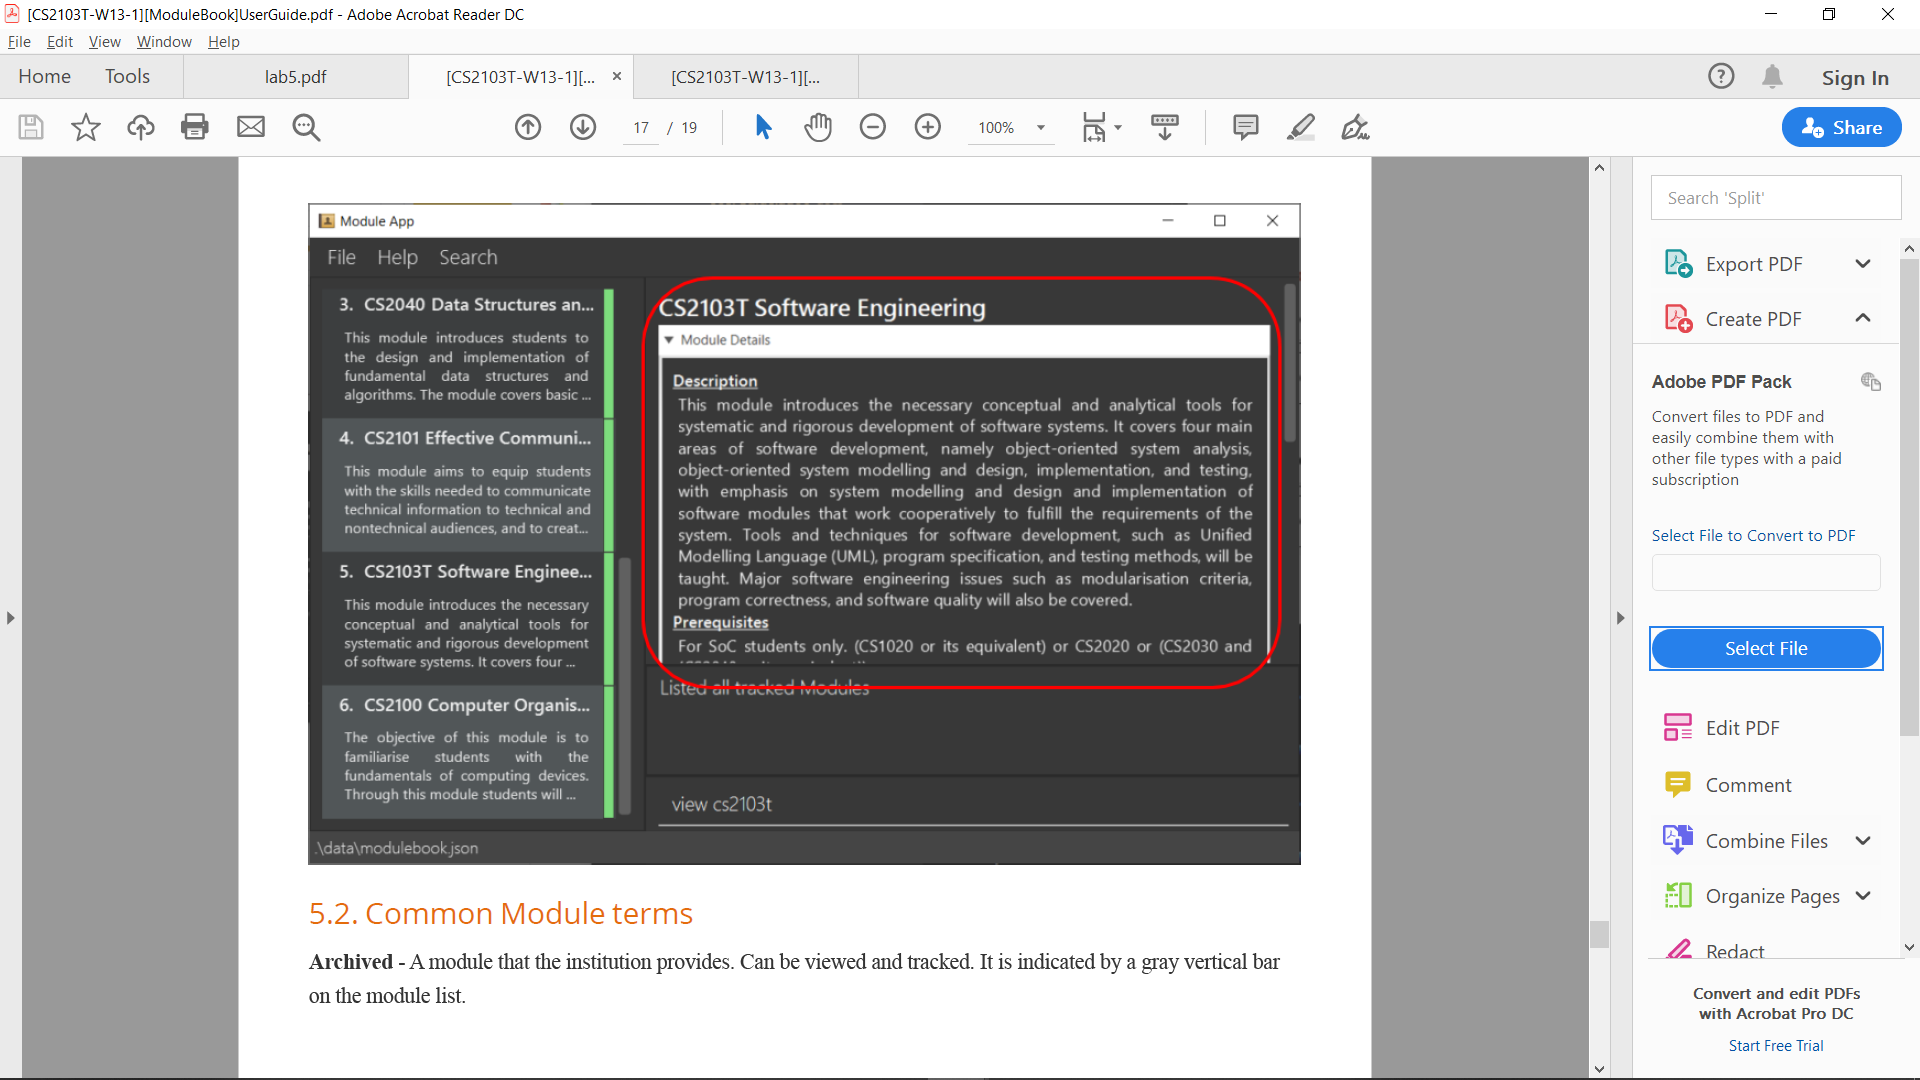 [CS2103T-W13-1][ModuleBook]UserGuide.pdf - Adobe Acrobat Reader DC
File Edit View Window Help
Home Tools lab5.pdf [CS2103T-W13-1][... × [CS2103T-W13-1][... Sign In
17 / 19 100% Share
Module App
File Help Search
3. CS2040 Data Structures an...
This module introduces students to
the design and implementation of
fundamental data structures and
algorithms. The module covers basic ...
4. CS2101 Effective Communi...
This module aims to equip students
with the skills needed to communicate
technical information to technical and
nontechnical audiences, and to creat...
5. CS2103T Software Enginee...
This module introduces the necessary
conceptual and analytical tools for
systematic and rigorous development
of software systems. It covers four ...
6. CS2100 Computer Organis...
The objective of this module is to
familiarise students with the
fundamentals of computing devices.
Through this module students will ...
CS2103T Software Engineering
Module Details
Description
This module introduces the necessary conceptual and analytical tools for
systematic and rigorous development of software systems. It covers four main
areas of software development, namely object-oriented system analysis,
object-oriented system modelling and design, implementation, and testing,
with emphasis on system modelling and design and implementation of
software modules that work cooperatively to fulfill the requirements of the
system. Tools and techniques for software development, such as Unified
Modelling Language (UML), program specification, and testing methods, will be
taught. Major software engineering issues such as modularisation criteria,
program correctness, and software quality will also be covered.
Prerequisites
For SoC students only. (CS1020 or its equivalent) or CS2020 or (CS2030 and
Listed all tracked Modules
view cs2103t
.\data\modulebook.json
5.2. Common Module terms
Archived - A module that the institution provides. Can be viewed and tracked. It is indicated by a gray vertical bar
on the module list.
Search 'Split'
Export PDF
Create PDF
Adobe PDF Pack
Convert files to PDF and
easily combine them with
other file types with a paid
subscription
Select File to Convert to PDF
Select File
Edit PDF
Comment
Combine Files
Organize Pages
Redact
Convert and edit PDFs
with Acrobat Pro DC
Start Free Trial